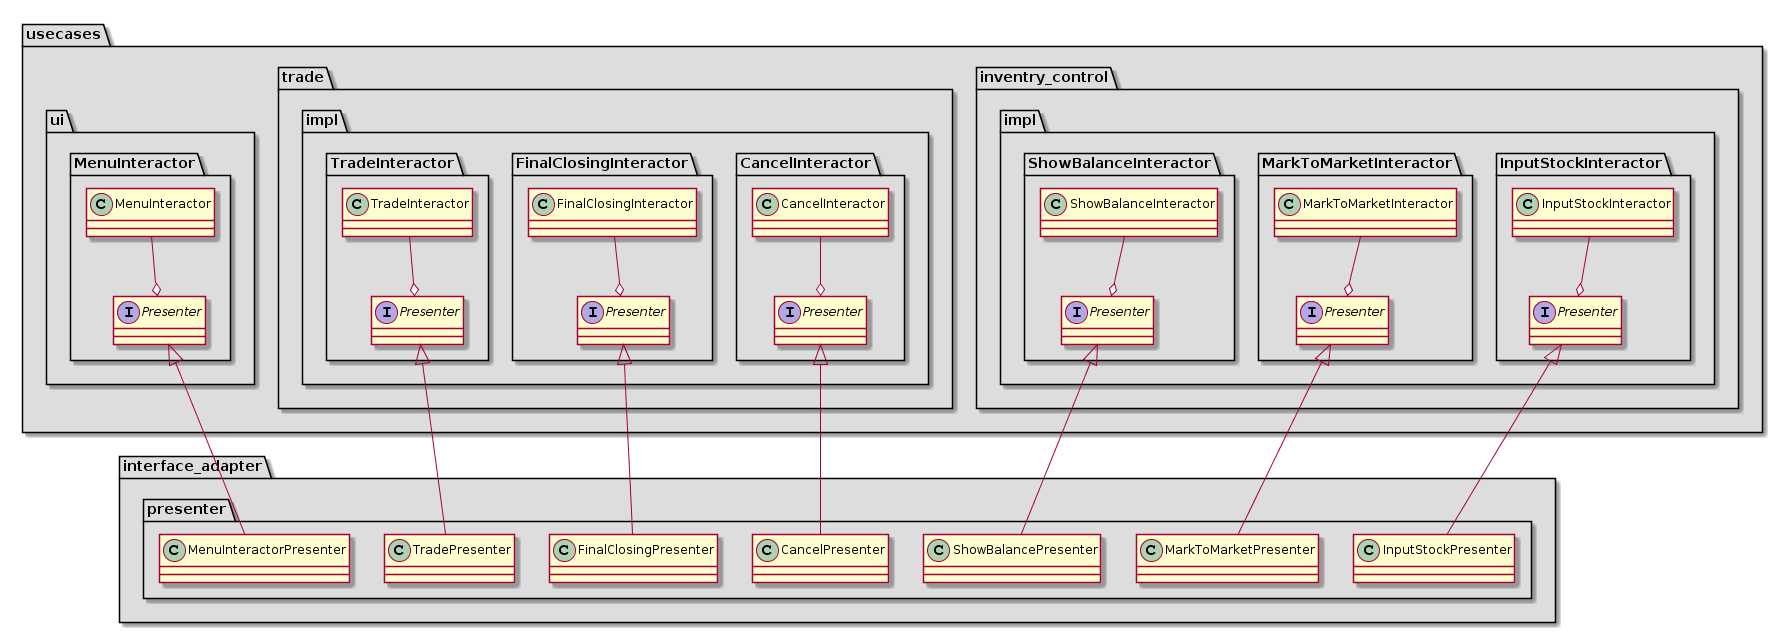 usecases
trade
inventry_control
ui
impl
impl
MenuInteractor
TradeInteractor
FinalClosingInteractor
CancelInteractor
ShowBalanceInteractor
MarkToMarketInteractor
InputStockInteractor
C MenuInteractor
C TradeInteractor
C FinalClosingInteractor
C CancelInteractor
C ShowBalanceInteractor
C MarkToMarketInteractor
C InputStockInteractor
I Presenter
I Presenter
I Presenter
I Presenter
I Presenter
I Presenter
I Presenter
interface_adapter
presenter
C MenuInteractorPresenter
C TradePresenter
C FinalClosingPresenter
C CancelPresenter
C ShowBalancePresenter
C MarkToMarketPresenter
C InputStockPresenter